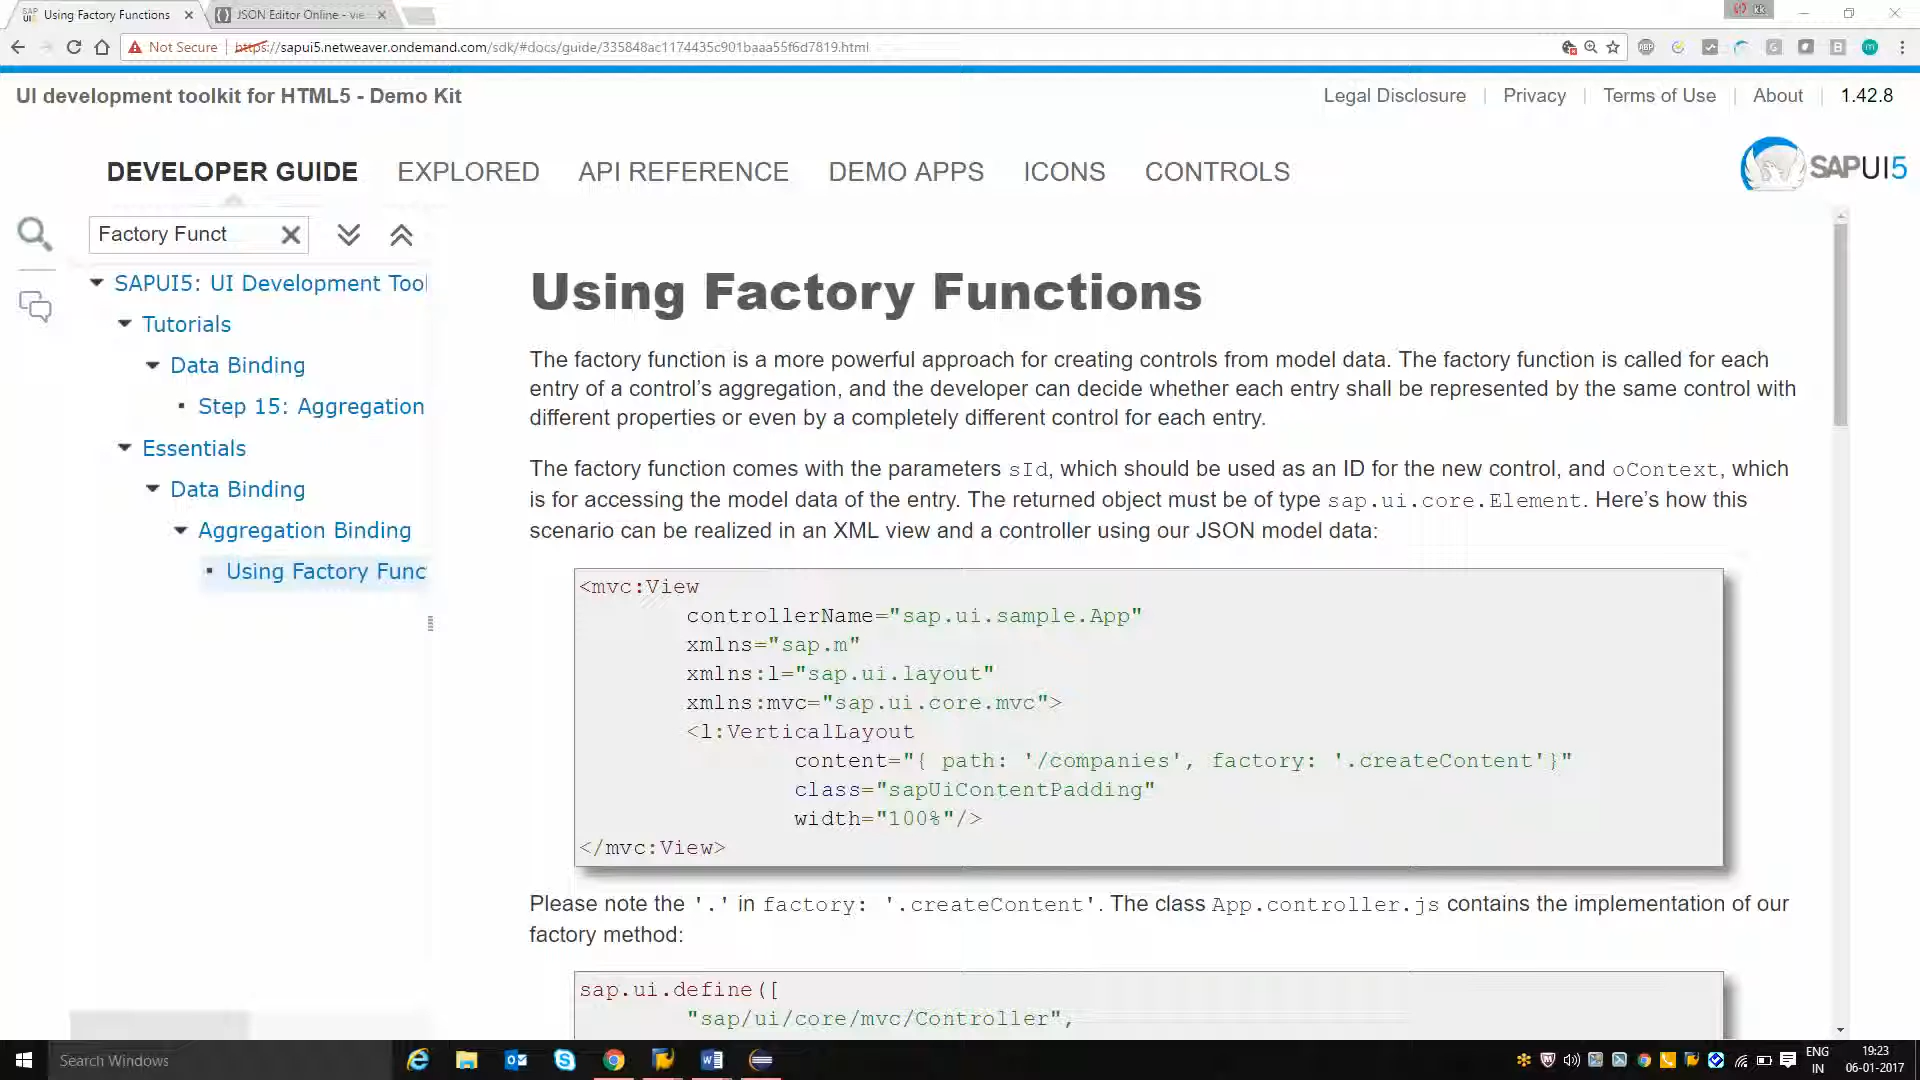 Using Factory Functions
JSON Editor Online - vie
kk
Not Secure
https://sapui5.netweaver.ondemand.com/sdk/#docs/guide/335848ac1174435c901baaa55f6d7819.html
UI development toolkit for HTML5 - Demo Kit
Legal Disclosure
Privacy
Terms of Use
About
1.42.8
DEVELOPER GUIDE
EXPLORED
API REFERENCE
DEMO APPS
ICONS
CONTROLS
SAPUI5
Factory Funct
SAPUI5: UI Development Tool
Tutorials
Data Binding
Step 15: Aggregation
Essentials
Data Binding
Aggregation Binding
Using Factory Func
Using Factory Functions
The factory function is a more powerful approach for creating controls from model data. The factory function is called for each
entry of a control's aggregation, and the developer can decide whether each entry shall be represented by the same control with
different properties or even by a completely different control for each entry.
The factory function comes with the parameters sId, which should be used as an ID for the new control, and oContext, which
is for accessing the model data of the entry. The returned object must be of type sap.ui.core.Element. Here's how this
scenario can be realized in an XML view and a controller using our JSON model data:
<mvc:View
controllerName="sap.ui.sample.App"
xmlns="sap.m"
xmlns:l="sap.ui.layout"
xmlns:mvc="sap.ui.core.mvc">
<l:VerticalLayout
content="{ path: '/companies', factory: '.createContent'}"
class="sapUiContentPadding"
width="100%"/>
</mvc:View>
Please note the '.' in factory: '.createContent'. The class App.controller.js contains the implementation of our
factory method:
sap.ui.define([
"sap/ui/core/mvc/Controller",
Search Windows
ENG
IN
19:23
06-01-2017